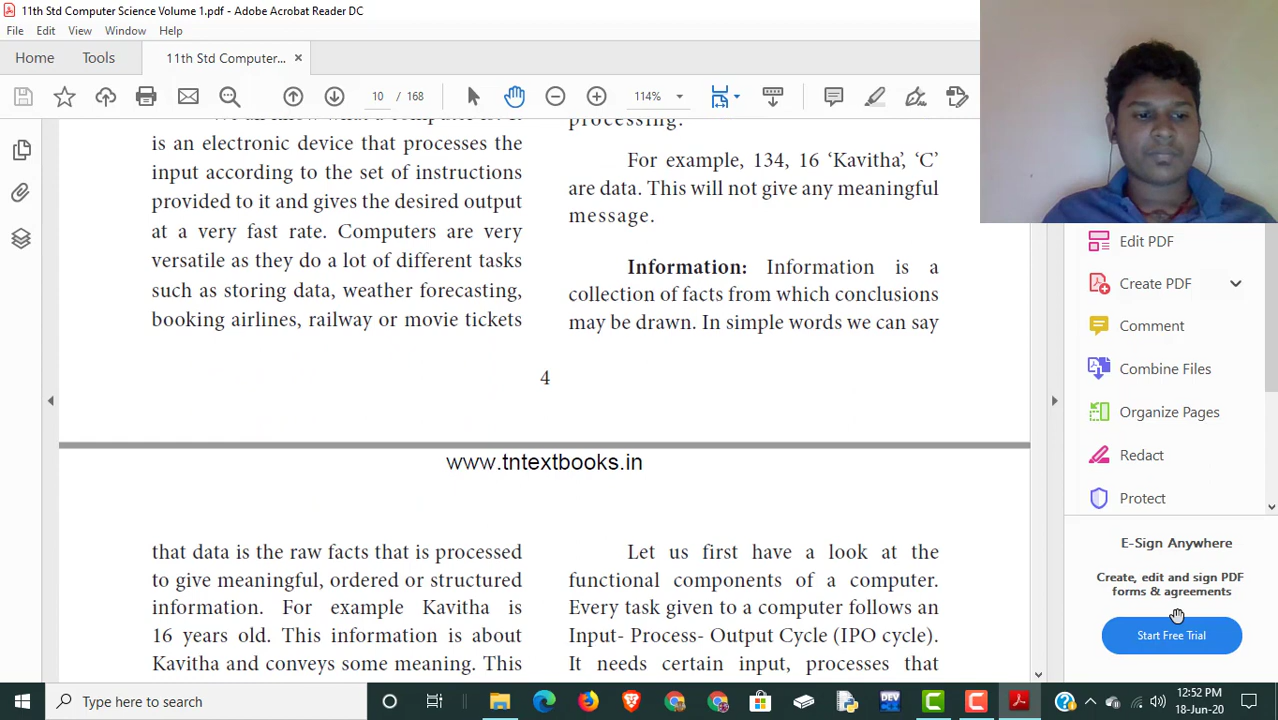 11th Std Computer Science Volume 1.pdf - Adobe Acrobat Reader DC
File Edit View Window Help
Home Tools 11th Std Computer... ×
10 / 168 114%
is an electronic device that processes the
input according to the set of instructions
provided to it and gives the desired output
at a very fast rate. Computers are very
versatile as they do a lot of different tasks
such as storing data, weather forecasting,
booking airlines, railway or movie tickets
processing.
For example, 134, 16 ‘Kavitha’, ‘C’
are data. This will not give any meaningful
message.
Information: Information is a
collection of facts from which conclusions
may be drawn. In simple words we can say
4
www.tntextbooks.in
that data is the raw facts that is processed
to give meaningful, ordered or structured
information. For example Kavitha is
16 years old. This information is about
Kavitha and conveys some meaning. This
Let us first have a look at the
functional components of a computer.
Every task given to a computer follows an
Input- Process- Output Cycle (IPO cycle).
It needs certain input, processes that
Edit PDF
Create PDF
Comment
Combine Files
Organize Pages
Redact
Protect
E-Sign Anywhere
Create, edit and sign PDF
forms & agreements
Start Free Trial
Type here to search
DEV
12:52 PM
18-Jun-20